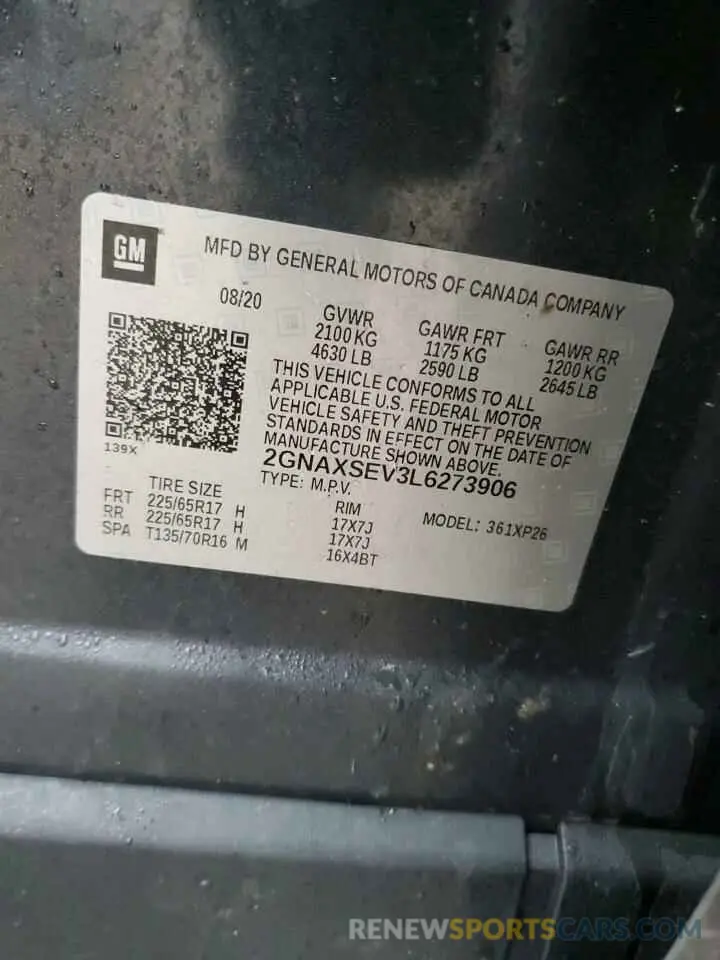 GM
MFD BY GENERAL MOTORS OF CANADA COMPANY
08/20
GVWR
2100 KG
4630 LB
GAWR FRT
1175 KG
2590 LB
GAWR RR
1200 KG
2645 LB
THIS VEHICLE CONFORMS TO ALL
APPLICABLE U.S. FEDERAL MOTOR
VEHICLE SAFETY AND THEFT PREVENTION
STANDARDS IN EFFECT ON THE DATE OF
MANUFACTURE SHOWN ABOVE.
139X
2GNAXSEV3L6273906
TYPE: M.P.V.
MODEL: 361XP26
TIRE SIZE
RIM
FRT 225/65R17 H 17X7J
RR 225/65R17 H 17X7J
SPA T135/70R16 M 16X4BT
RENEWSPORTSCARS.COM